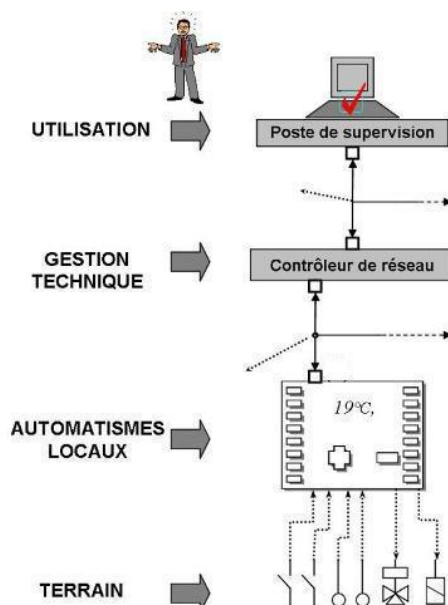 UTILISATION
Poste de supervision
GESTION
TECHNIQUE
Contrôleur de réseau
19°C,
AUTOMATISMES
LOCAUX
TERRAIN